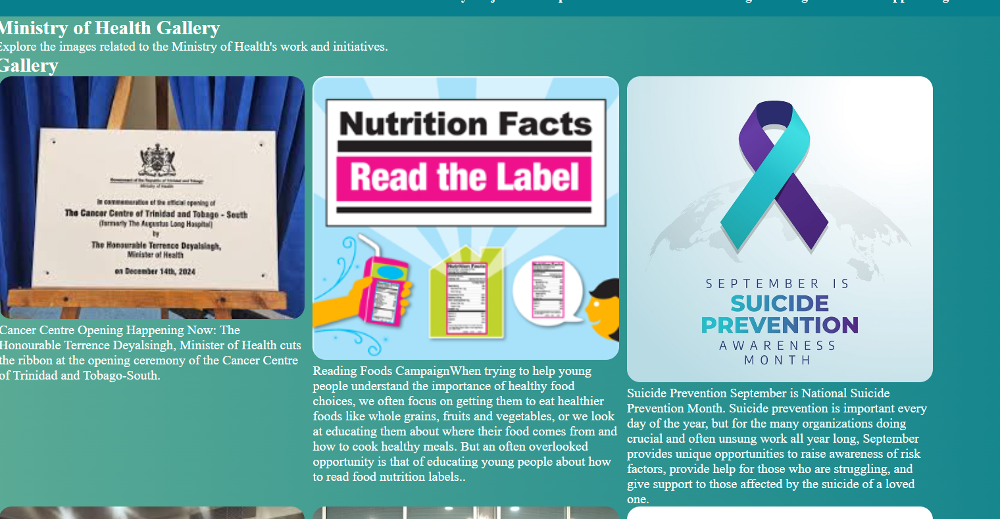 Ministry of Health Gallery
Explore the images related to the Ministry of Health's work and initiatives.
Gallery
Government of the Republic of Trinidad and Tobago
Ministry of Health
In commemoration of the official opening of
The Cancer Centre of Trinidad and Tobago - South
(formerly The Augustus Long Hospital)
by
The Honourable Terrence Deyalsingh,
Minister of Health
on December 14th, 2024
Cancer Centre Opening Happening Now: The
Honourable Terrence Deyalsingh, Minister of Health cuts
the ribbon at the opening ceremony of the Cancer Centre
of Trinidad and Tobago-South.
Nutrition Facts
Read the Label
Nutrition Facts
Nutrition Facts
Reading Foods CampaignWhen trying to help young
people understand the importance of healthy food
choices, we often focus on getting them to eat healthier
foods like whole grains, fruits and vegetables, or we look
at educating them about where their food comes from and
how to cook healthy meals. But an often overlooked
opportunity is that of educating young people about how
to read food nutrition labels..
SEPTEMBER IS
SUICIDE
PREVENTION
AWARENESS
MONTH
Suicide Prevention September is National Suicide
Prevention Month. Suicide prevention is important every
day of the year, but for the many organizations doing
crucial and often unsung work all year long, September
provides unique opportunities to raise awareness of risk
factors, provide help for those who are struggling, and
give support to those affected by the suicide of a loved
one.